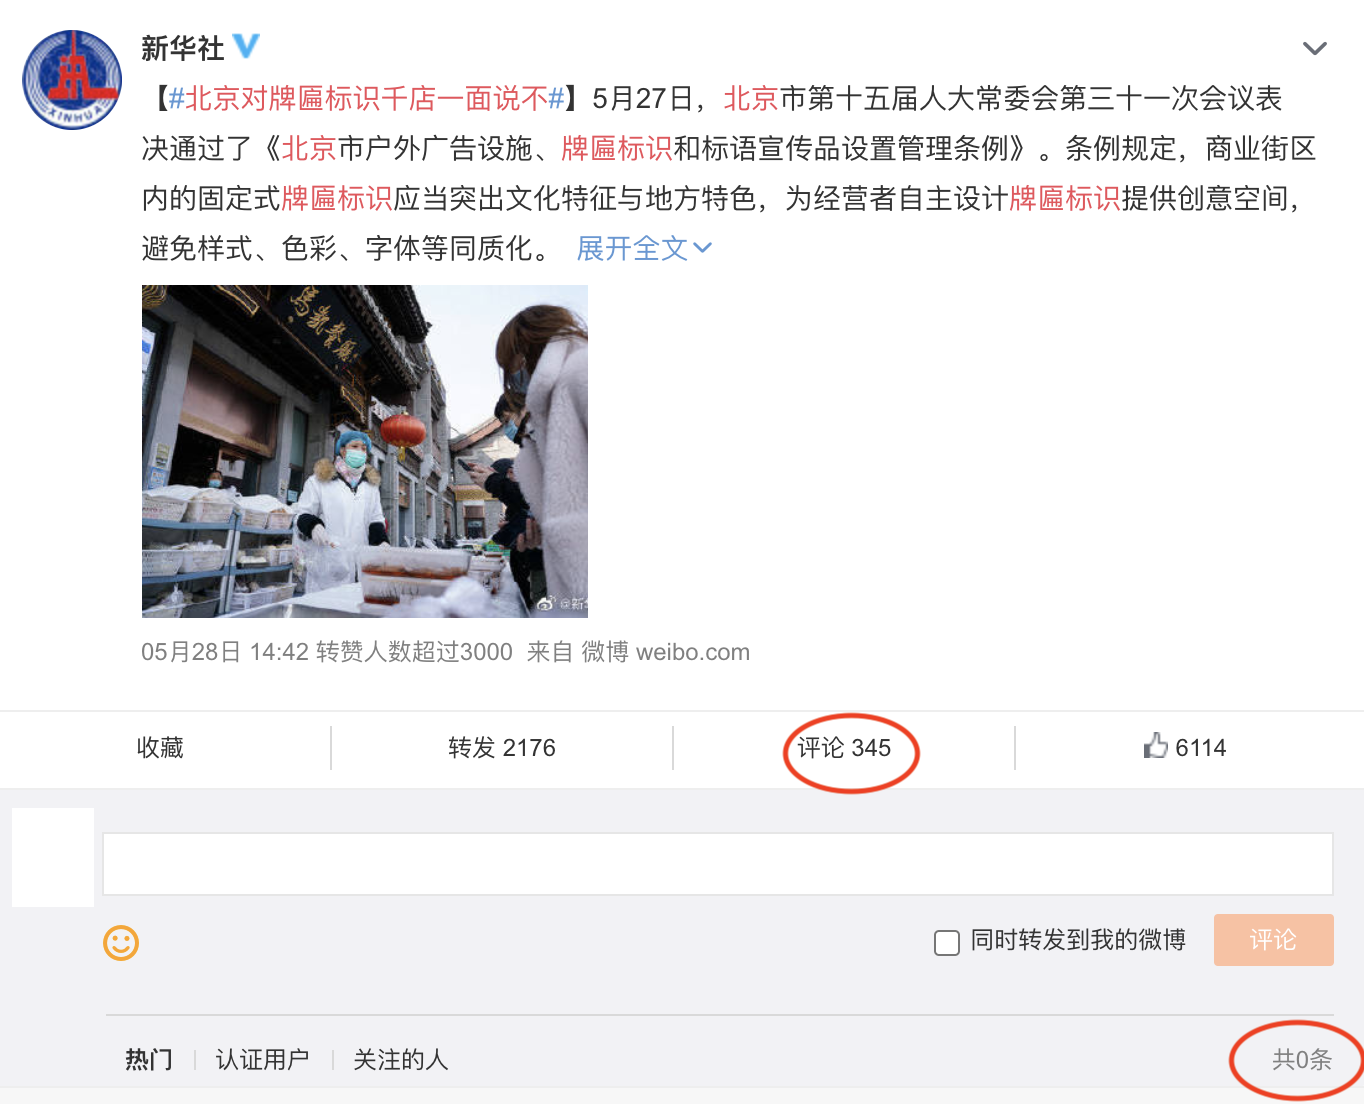 新华社
【#北京对牌匾标识千店一面说不#】5月27日，北京市第十五届人大常委会第三十一次会议表
决通过了《北京市户外广告设施、牌匾标识和标语宣传品设置管理条例》。条例规定，商业街区
内的固定式牌匾标识应当突出文化特征与地方特色，为经营者自主设计牌匾标识提供创意空间，
避免样式、色彩、字体等同质化。 展开全文
馬凱餐廳
@新华
05月28日 14:42 转赞人数超过3000 来自 微博 weibo.com
收藏 转发 2176 评论 345 6114
同时转发到我的微博 评论
热门 认证用户 关注的人 共0条
XINHUA